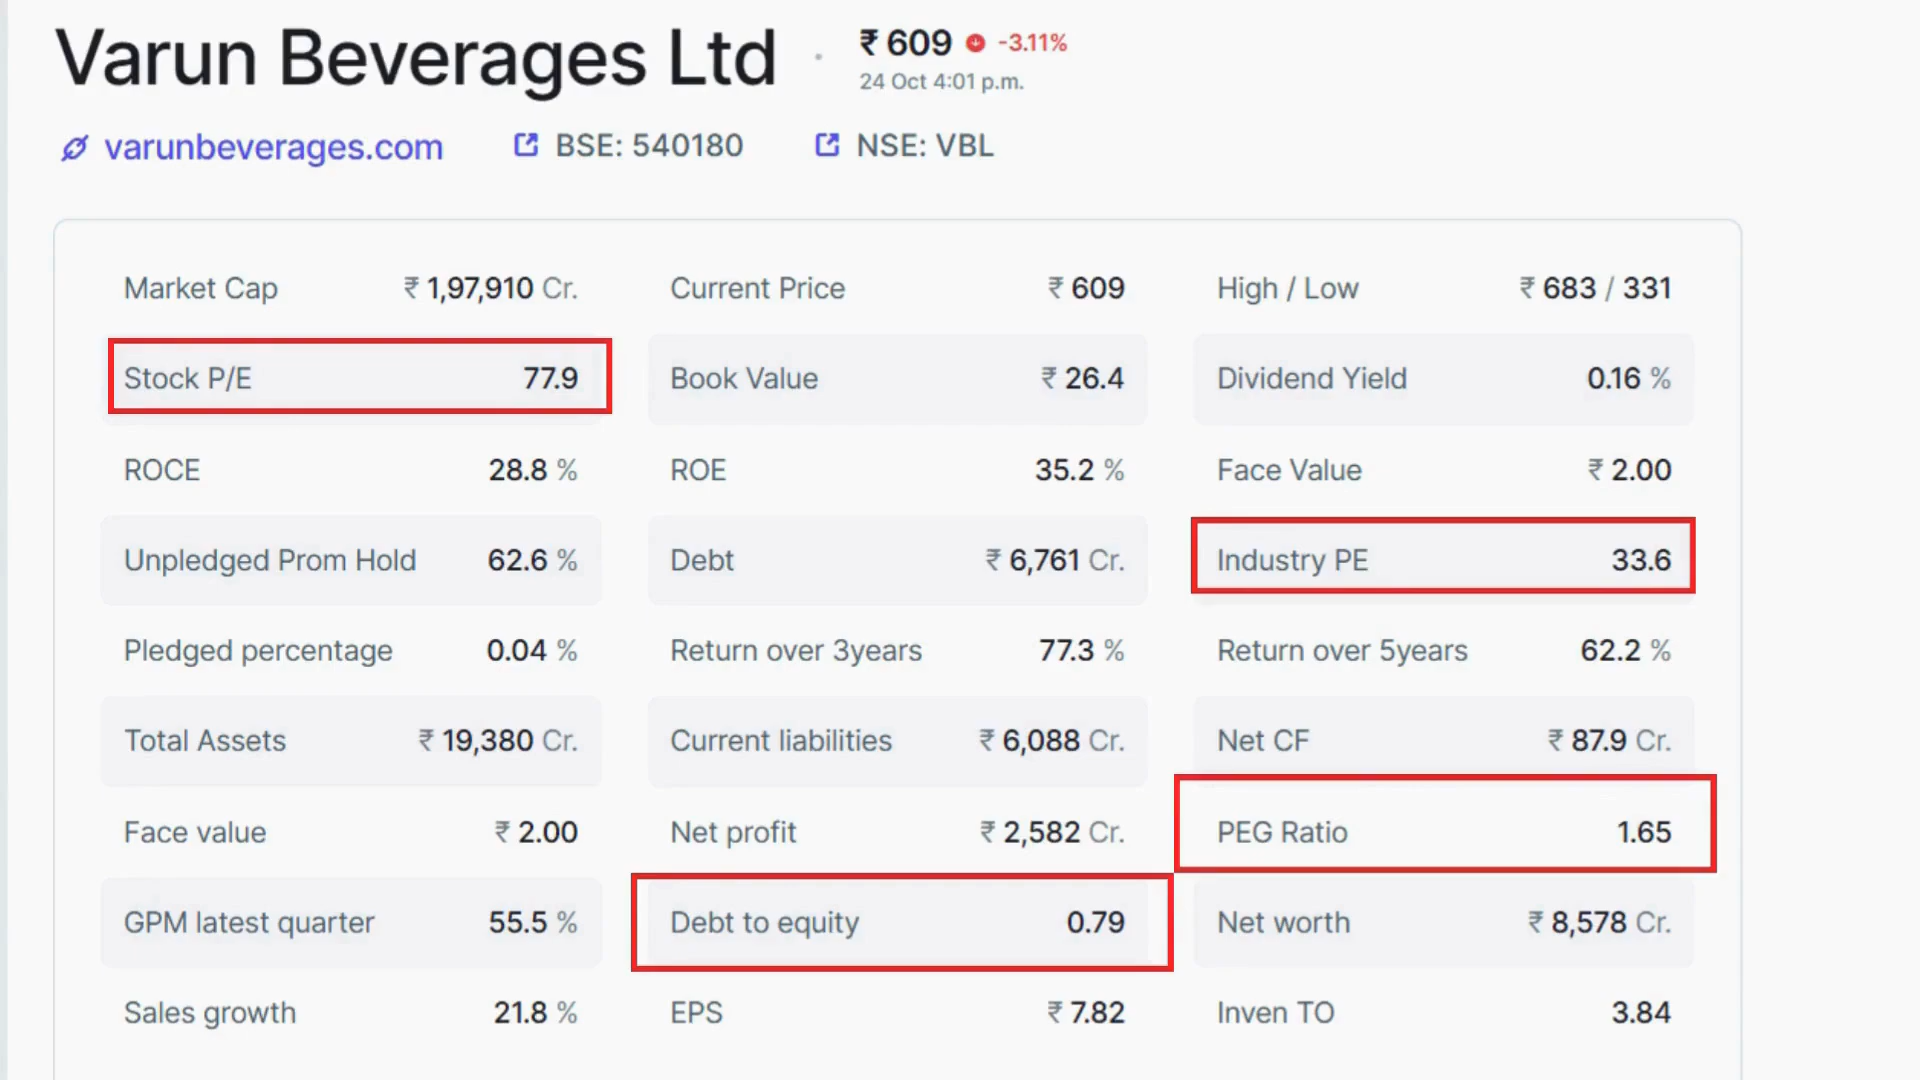 Varun Beverages Ltd
₹ 609 -3.11%
24 Oct 4:01 p.m.
varunbeverages.com BSE: 540180 NSE: VBL
Market Cap ₹ 1,97,910 Cr. Current Price ₹ 609 High / Low ₹ 683 / 331
Stock P/E 77.9 Book Value ₹ 26.4 Dividend Yield 0.16 %
ROCE 28.8 % ROE 35.2 % Face Value ₹ 2.00
Unpledged Prom Hold 62.6 % Debt ₹ 6,761 Cr. Industry PE 33.6
Pledged percentage 0.04 % Return over 3years 77.3 % Return over 5years 62.2 %
Total Assets ₹ 19,380 Cr. Current liabilities ₹ 6,088 Cr. Net CF ₹ 87.9 Cr.
Face value ₹ 2.00 Net profit ₹ 2,582 Cr. PEG Ratio 1.65
GPM latest quarter 55.5 % Debt to equity 0.79 Net worth ₹ 8,578 Cr.
Sales growth 21.8 % EPS ₹ 7.82 Inven TO 3.84